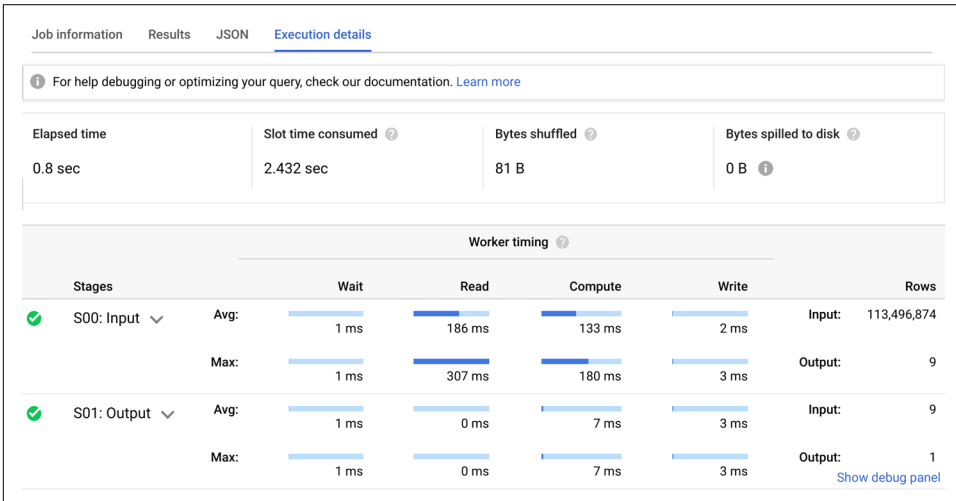 Job information Results JSON Execution details
For help debugging or optimizing your query, check our documentation. Learn more
Elapsed time Slot time consumed Bytes shuffled Bytes spilled to disk
0.8 sec 2.432 sec 81 B 0 B
Worker timing
Stages Wait Read Compute Write Rows
S00: Input Avg: 1 ms 186 ms 133 ms 2 ms Input: 113,496,874
Max: 1 ms 307 ms 180 ms 3 ms Output: 9
S01: Output Avg: 1 ms 0 ms 7 ms 3 ms Input: 9
Max: 1 ms 0 ms 7 ms 3 ms Output: 1
Show debug panel